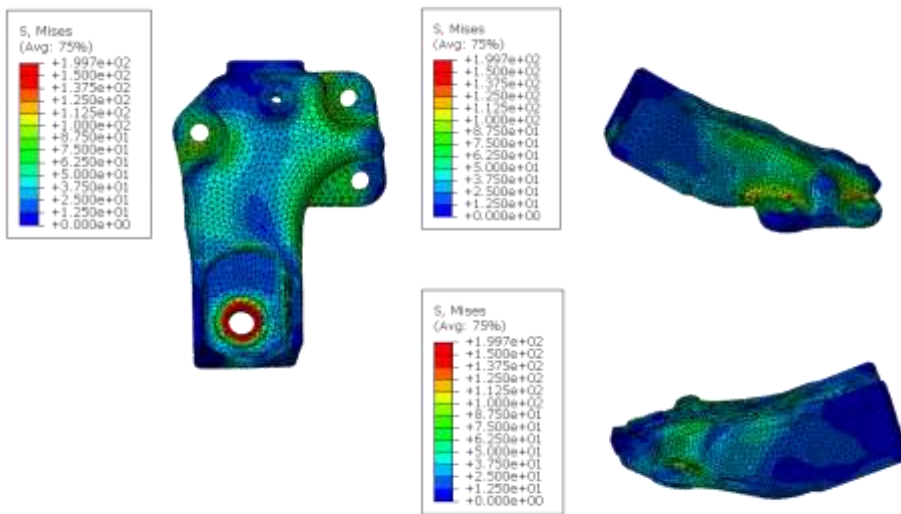 S, Mises
(Avg: 75%)
+1.997e+02
+1.500e+02
+1.375e+02
+1.250e+02
+1.125e+02
+1.000e+02
+8.750e+01
+7.500e+01
+6.250e+01
+5.000e+01
+3.750e+01
+2.500e+01
+1.250e+01
+0.000e+00
S, Mises
(Avg: 75%)
+1.997e+02
+1.500e+02
+1.375e+02
+1.250e+02
+1.125e+02
+1.000e+02
+8.750e+01
+7.500e+01
+6.250e+01
+5.000e+01
+3.750e+01
+2.500e+01
+1.250e+01
+0.000e+00
S, Mises
(Avg: 75%)
+1.997e+02
+1.500e+02
+1.375e+02
+1.250e+02
+1.125e+02
+1.000e+02
+8.750e+01
+7.500e+01
+6.250e+01
+5.000e+01
+3.750e+01
+2.500e+01
+1.250e+01
+0.000e+00